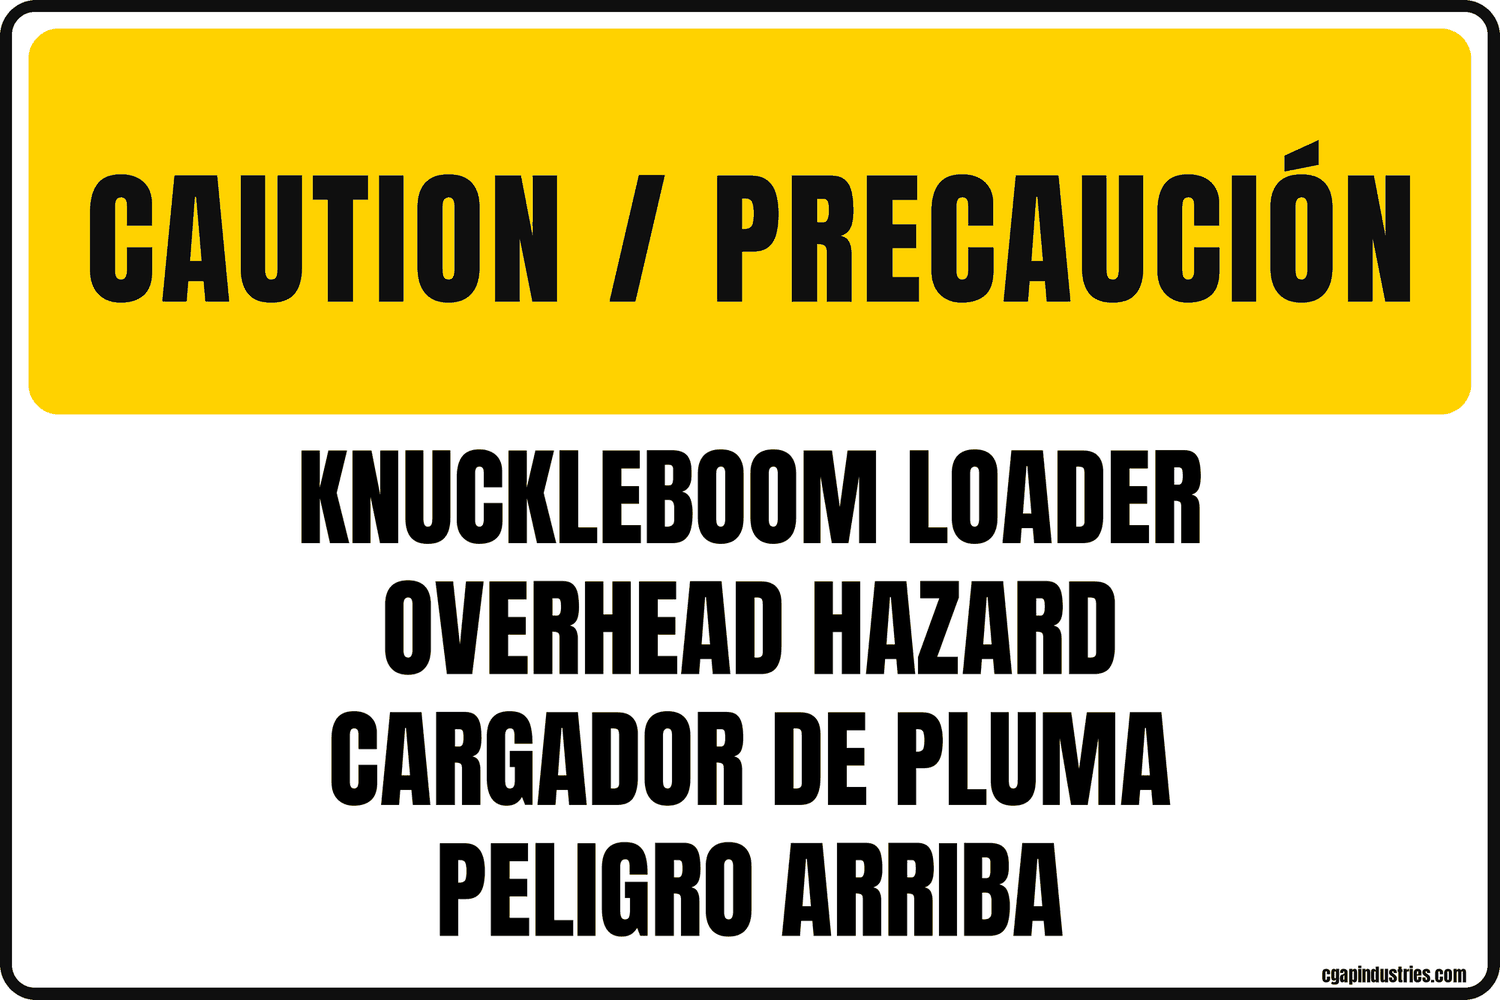 CAUTION / PRECAUCIÓN
KNUCKLEBOOM LOADER
OVERHEAD HAZARD
CARGADOR DE PLUMA
PELIGRO ARRIBA
cgapindustries.com